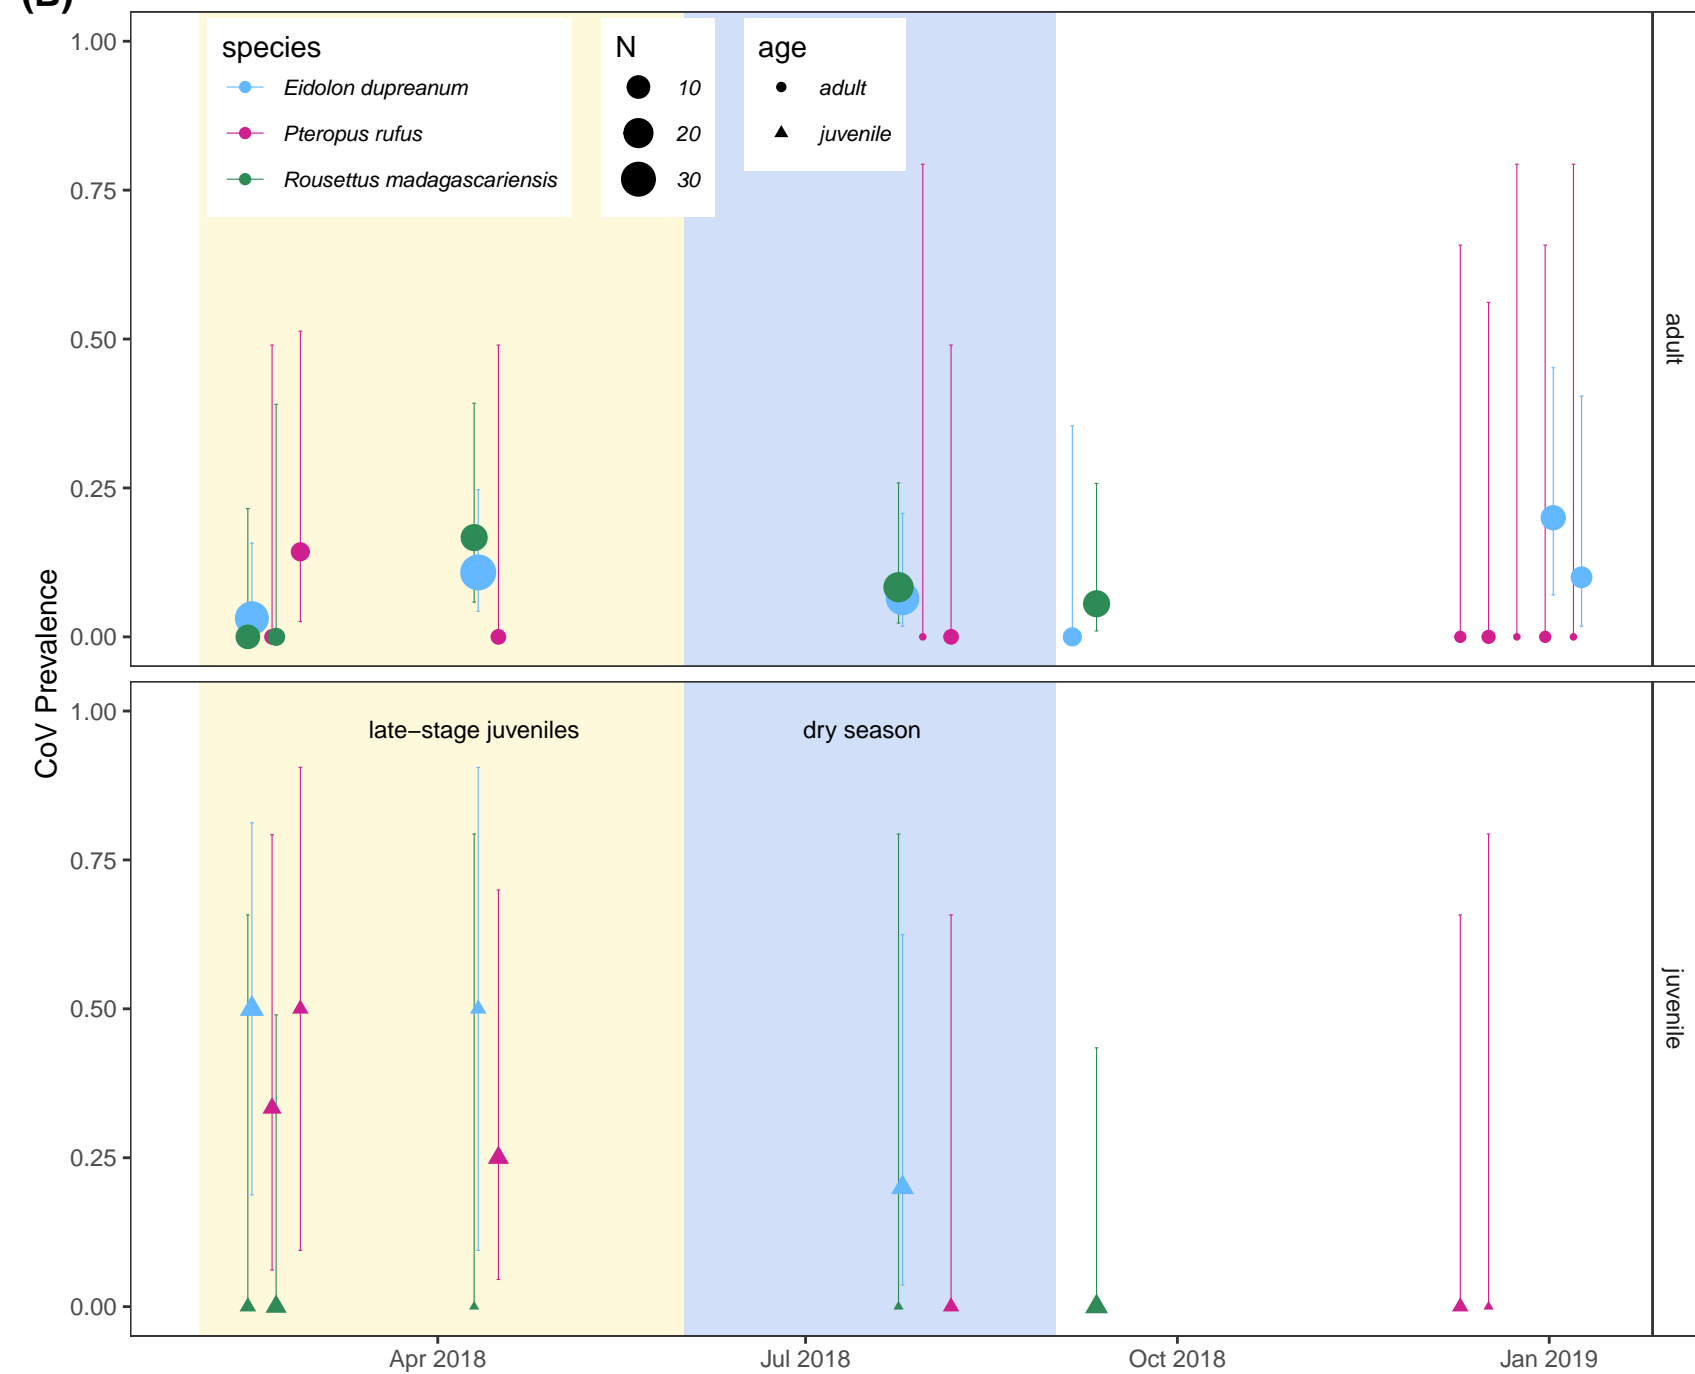 (B)
species
Eidolon dupreanum
Pteropus rufus
Rousettus madagascariensis
N
10
20
30
age
adult
juvenile
1.00
0.75
0.50
0.25
0.00
adult
CoV Prevalence
late−stage juveniles
dry season
1.00
0.75
0.50
0.25
0.00
juvenile
Apr 2018
Jul 2018
Oct 2018
Jan 2019